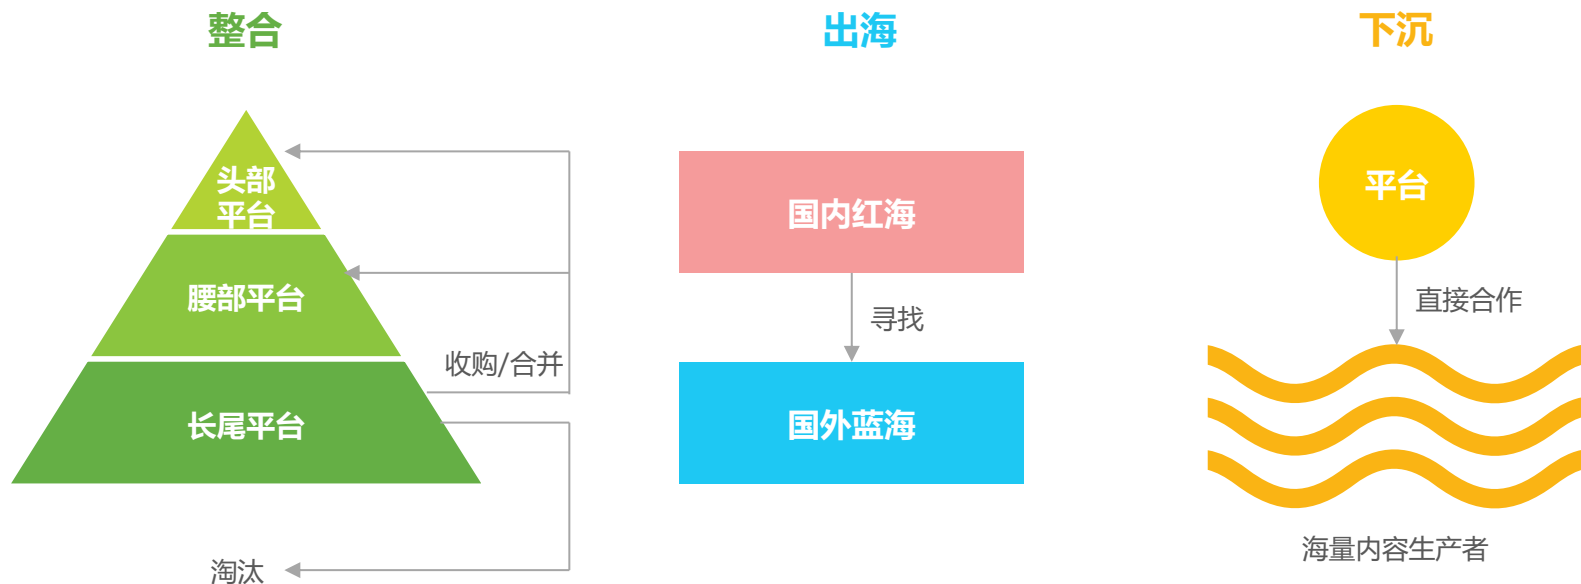 整合
头部
平台
腰部平台
收购/合并
长尾平台
淘汰
出海
国内红海
寻找
国外蓝海
下沉
平台
直接合作
海量内容生产者